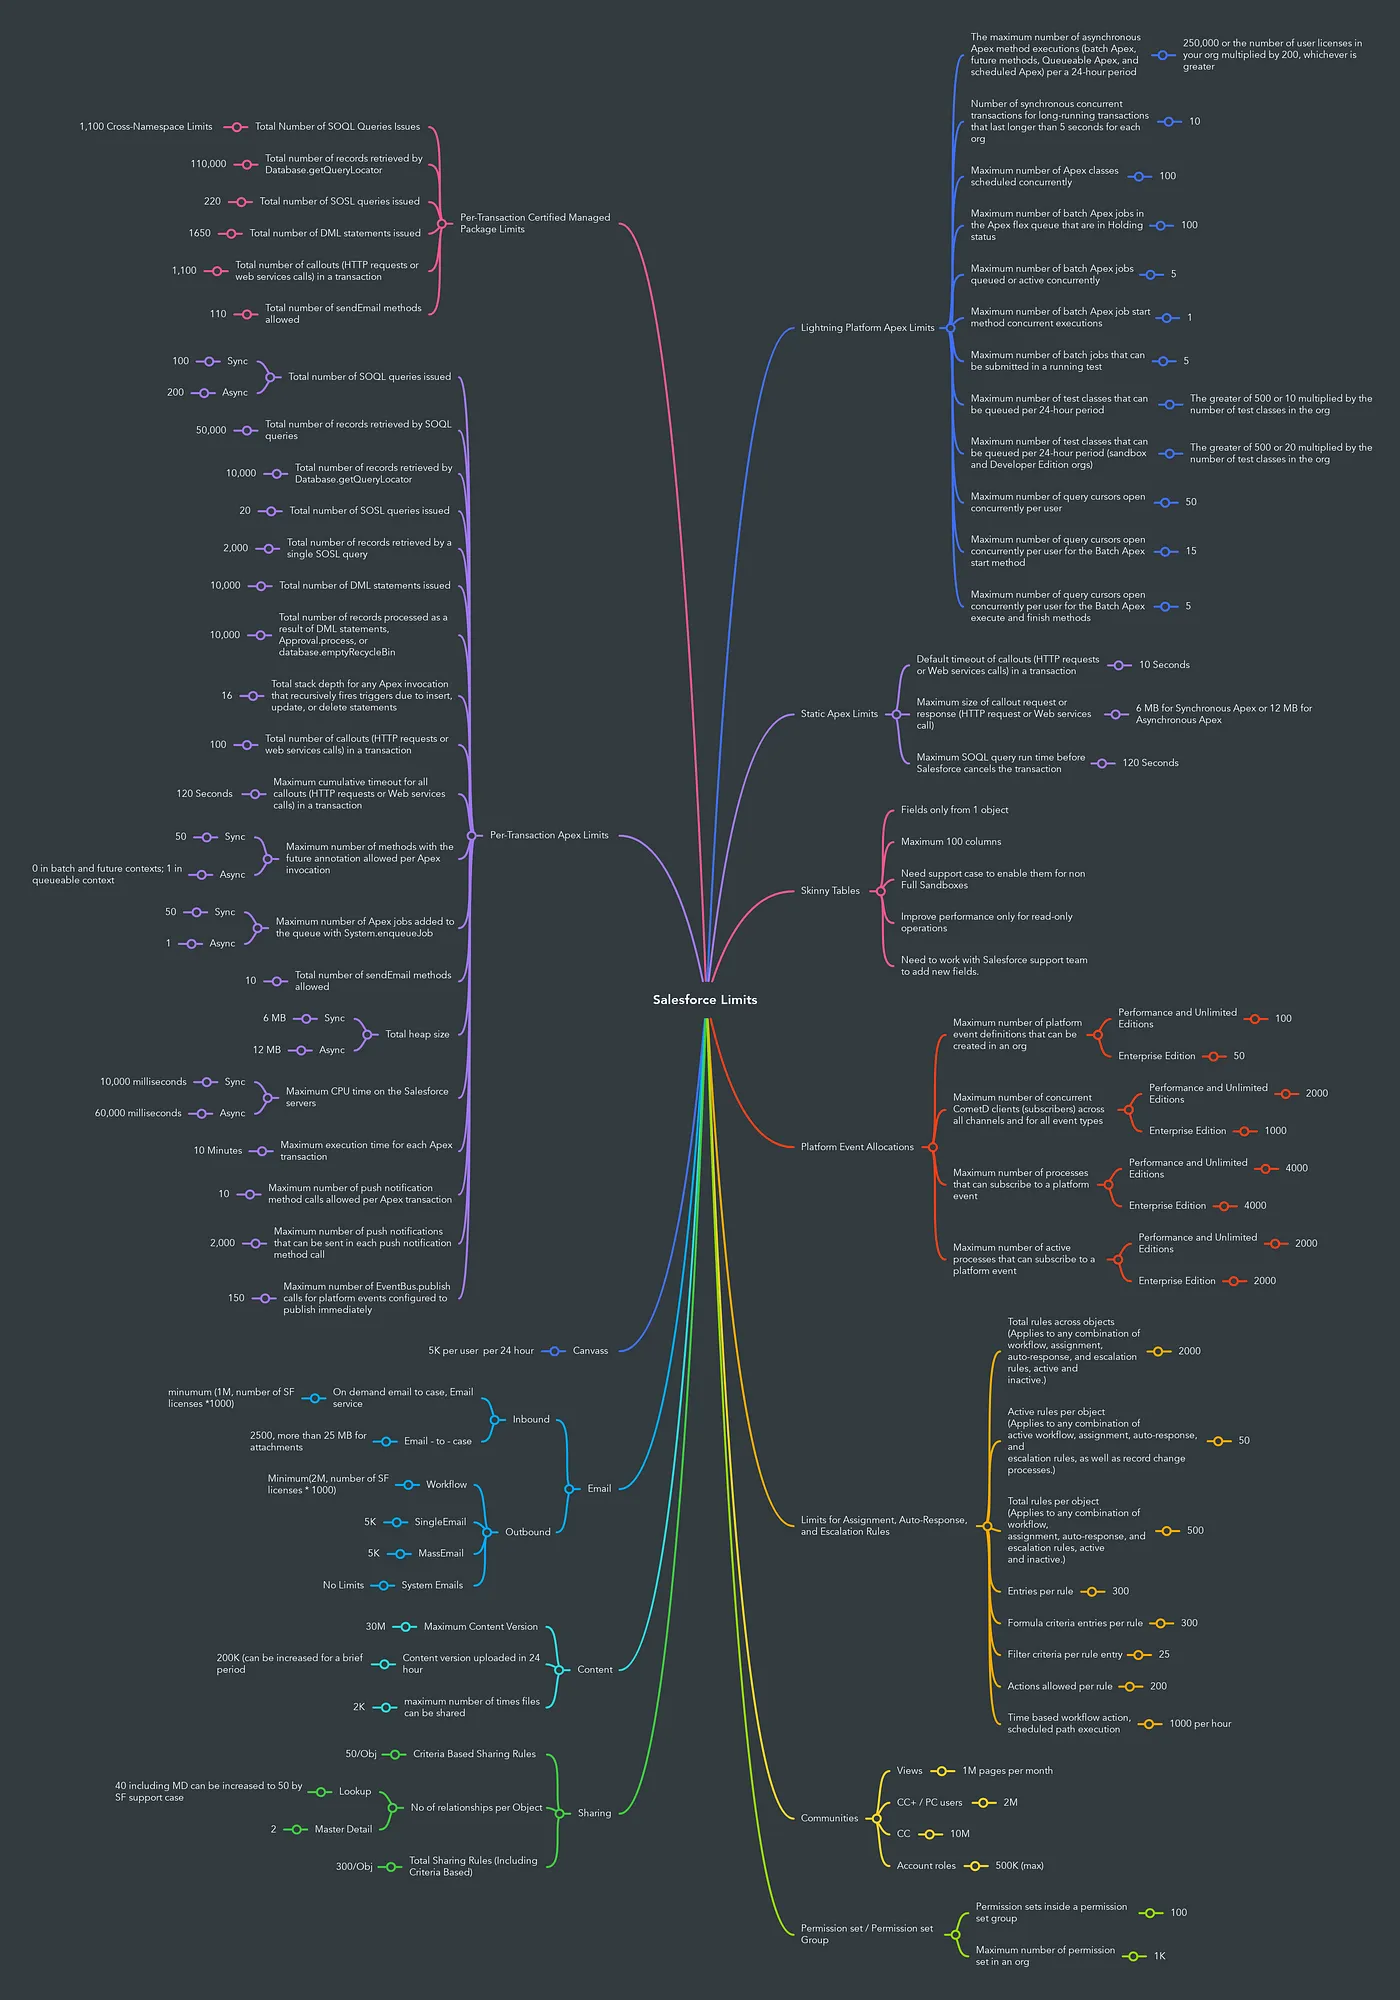 Salesforce Limits
Per-Transaction Certified Managed
Package Limits
Total Number of SOQL Queries Issues
1,100 Cross-Namespace Limits
Total number of records retrieved by
Database.getQueryLocator
110,000
Total number of SOSL queries issued
220
Total number of DML statements issued
1650
Total number of callouts (HTTP requests or
web services calls) in a transaction
1,100
Total number of sendEmail methods
allowed
110
Per-Transaction Apex Limits
Total number of SOQL queries issued
Sync
100
Async
200
Total number of records retrieved by SOQL
queries
50,000
Total number of records retrieved by
Database.getQueryLocator
10,000
Total number of SOSL queries issued
20
Total number of records retrieved by a
single SOSL query
2,000
Total number of DML statements issued
10,000
Total number of records processed as a
result of DML statements,
Approval.process, or
database.emptyRecycleBin
10,000
Total stack depth for any Apex invocation
that recursively fires triggers due to insert,
update, or delete statements
16
Total number of callouts (HTTP requests or
web services calls) in a transaction
100
Maximum cumulative timeout for all
callouts (HTTP requests or Web services
calls) in a transaction
120 Seconds
Maximum number of methods with the
future annotation allowed per Apex
invocation
Sync
50
Async
0 in batch and future contexts; 1 in
queueable context
Maximum number of Apex jobs added to
the queue with System.enqueueJob
Sync
50
Async
1
Total number of sendEmail methods
allowed
10
Total heap size
Sync
6 MB
Async
12 MB
Maximum CPU time on the Salesforce
servers
Sync
10,000 milliseconds
Async
60,000 milliseconds
Maximum execution time for each Apex
transaction
10 Minutes
Maximum number of push notification
method calls allowed per Apex transaction
10
Maximum number of push notifications
that can be sent in each push notification
method call
2,000
Maximum number of EventBus.publish
calls for platform events configured to
publish immediately
150
Canvass
5K per user per 24 hour
Email
Inbound
On demand email to case, Email
service
minumum (1M, number of SF
licenses *1000)
Email - to - case
2500, more than 25 MB for
attachments
Outbound
Workflow
Minimum(2M, number of SF
licenses * 1000)
SingleEmail
5K
MassEmail
5K
System Emails
No Limits
Content
Maximum Content Version
30M
Content version uploaded in 24
hour
200K (can be increased for a brief
period
maximum number of times files
can be shared
2K
Sharing
Criteria Based Sharing Rules
50/Obj
No of relationships per Object
Lookup
40 including MD can be increased to 50 by
SF support case
Master Detail
2
Total Sharing Rules (Including
Criteria Based)
300/Obj
Lightning Platform Apex Limits
The maximum number of asynchronous
Apex method executions (batch Apex,
future methods, Queueable Apex, and
scheduled Apex) per a 24-hour period
250,000 or the number of user licenses in
your org multiplied by 200, whichever is
greater
Number of synchronous concurrent
transactions for long-running transactions
that last longer than 5 seconds for each
org
10
Maximum number of Apex classes
scheduled concurrently
100
Maximum number of batch Apex jobs in
the Apex flex queue that are in Holding
status
100
Maximum number of batch Apex jobs
queued or active concurrently
5
Maximum number of batch Apex job start
method concurrent executions
1
Maximum number of batch jobs that can
be submitted in a running test
5
Maximum number of test classes that can
be queued per 24-hour period
The greater of 500 or 10 multiplied by the
number of test classes in the org
Maximum number of test classes that can
be queued per 24-hour period (sandbox
and Developer Edition orgs)
The greater of 500 or 20 multiplied by the
number of test classes in the org
Maximum number of query cursors open
concurrently per user
50
Maximum number of query cursors open
concurrently per user for the Batch Apex
start method
15
Maximum number of query cursors open
concurrently per user for the Batch Apex
execute and finish methods
5
Static Apex Limits
Default timeout of callouts (HTTP requests
or Web services calls) in a transaction
10 Seconds
Maximum size of callout request or
response (HTTP request or Web services
call)
6 MB for Synchronous Apex or 12 MB for
Asynchronous Apex
Maximum SOQL query run time before
Salesforce cancels the transaction
120 Seconds
Skinny Tables
Fields only from 1 object
Maximum 100 columns
Need support case to enable them for non
Full Sandboxes
Improve performance only for read-only
operations
Need to work with Salesforce support team
to add new fields.
Platform Event Allocations
Maximum number of platform
event definitions that can be
created in an org
Performance and Unlimited
Editions
100
Enterprise Edition
50
Maximum number of concurrent
CometD clients (subscribers) across
all channels and for all event types
Performance and Unlimited
Editions
2000
Enterprise Edition
1000
Maximum number of processes
that can subscribe to a platform
event
Performance and Unlimited
Editions
4000
Enterprise Edition
4000
Maximum number of active
processes that can subscribe to a
platform event
Performance and Unlimited
Editions
2000
Enterprise Edition
2000
Limits for Assignment, Auto-Response,
and Escalation Rules
Total rules across objects
(Applies to any combination of
workflow, assignment,
auto-response, and escalation
rules, active and
inactive.)
2000
Active rules per object
(Applies to any combination of
active workflow, assignment, auto-response,
and
escalation rules, as well as record change
processes.)
50
Total rules per object
(Applies to any combination of
workflow,
assignment, auto-response, and
escalation rules, active
and inactive.)
500
Entries per rule
300
Formula criteria entries per rule
300
Filter criteria per rule entry
25
Actions allowed per rule
200
Time based workflow action,
scheduled path execution
1000 per hour
Communities
Views
1M pages per month
CC+ / PC users
2M
CC
10M
Account roles
500K (max)
Permission set / Permission set
Group
Permission sets inside a permission
set group
100
Maximum number of permission
set in an org
1K